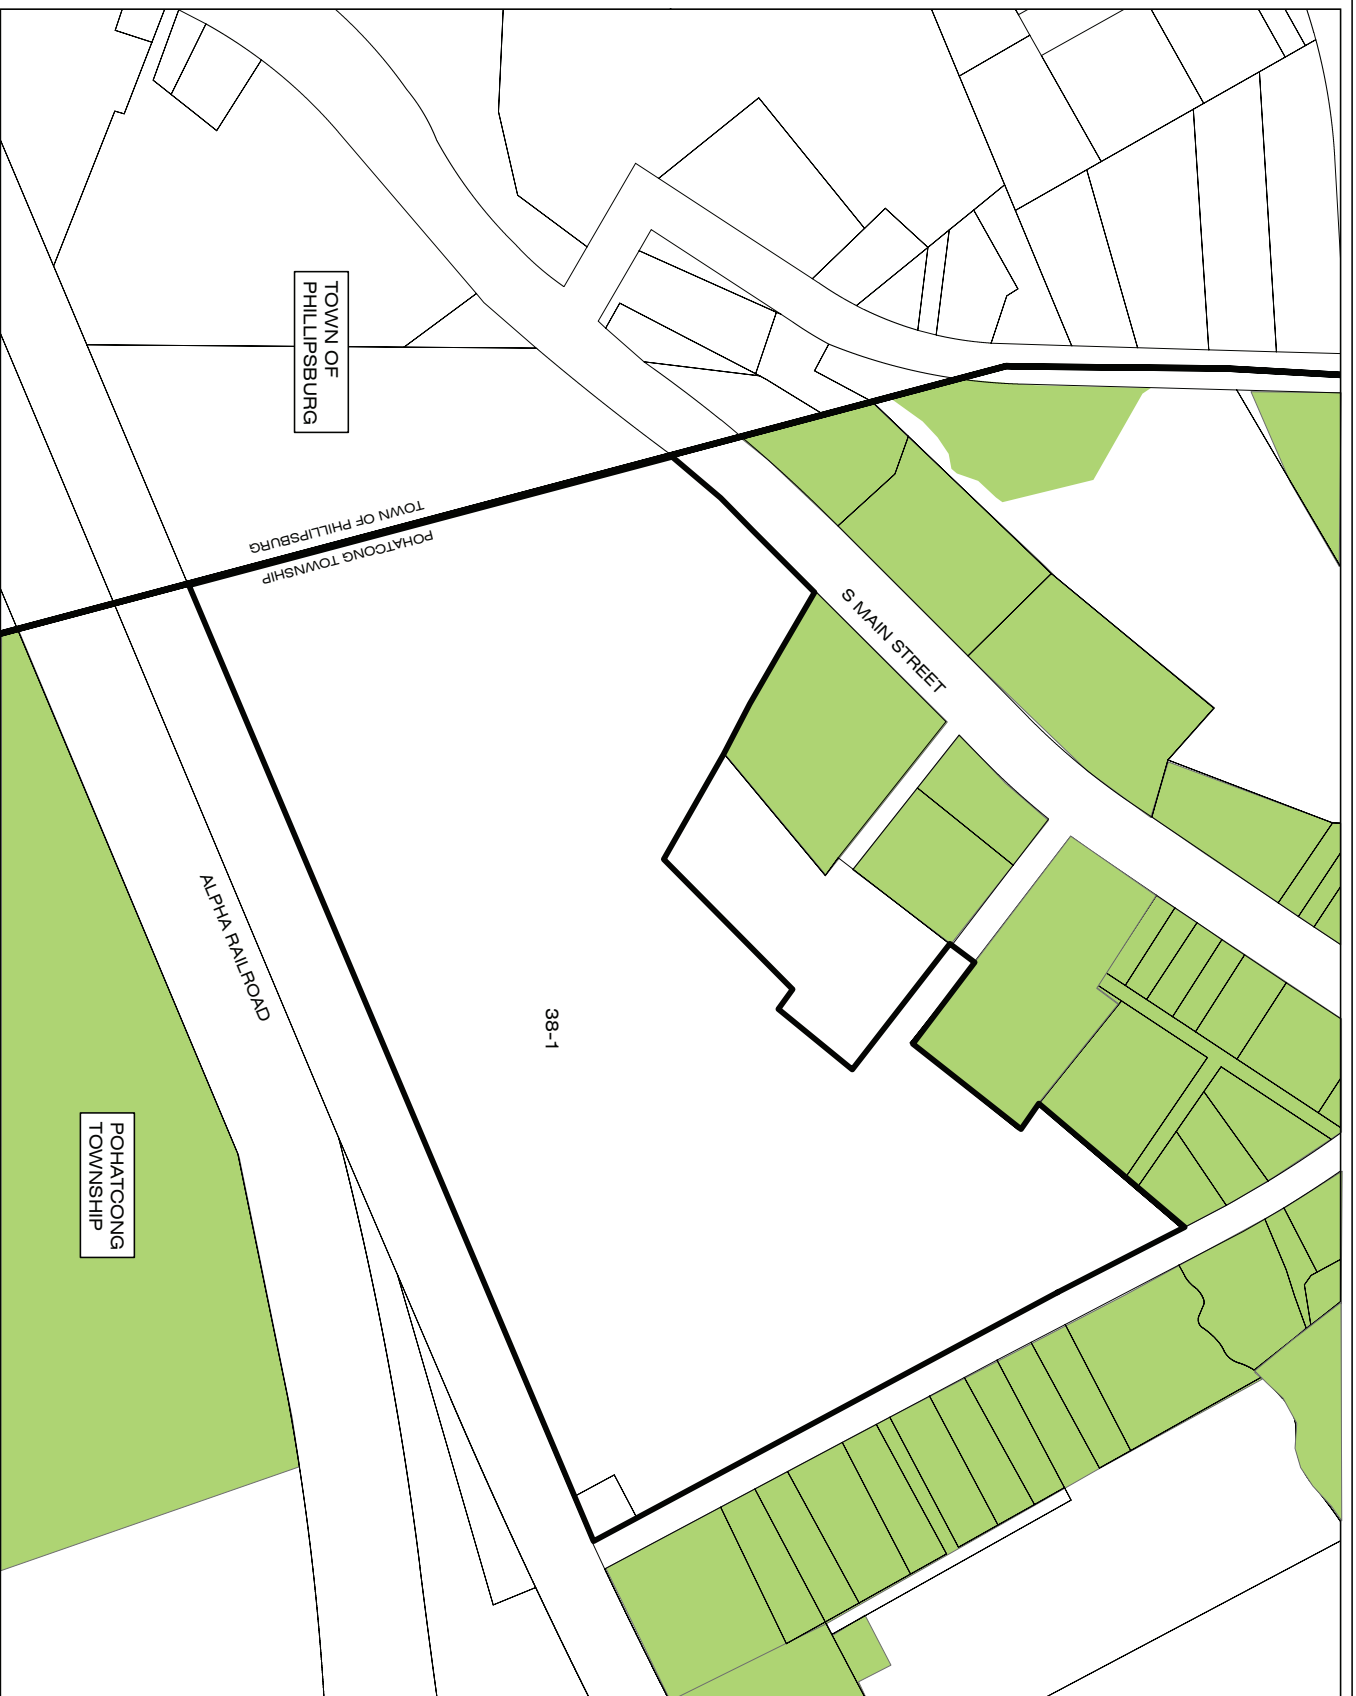 TOWN OF
PHILLIPSBURG
TOWN OF PHILLIPSBURG
POHATCONG TOWNSHIP
S MAIN STREET
ALPHA RAILROAD
38-1
POHATCONG
TOWNSHIP